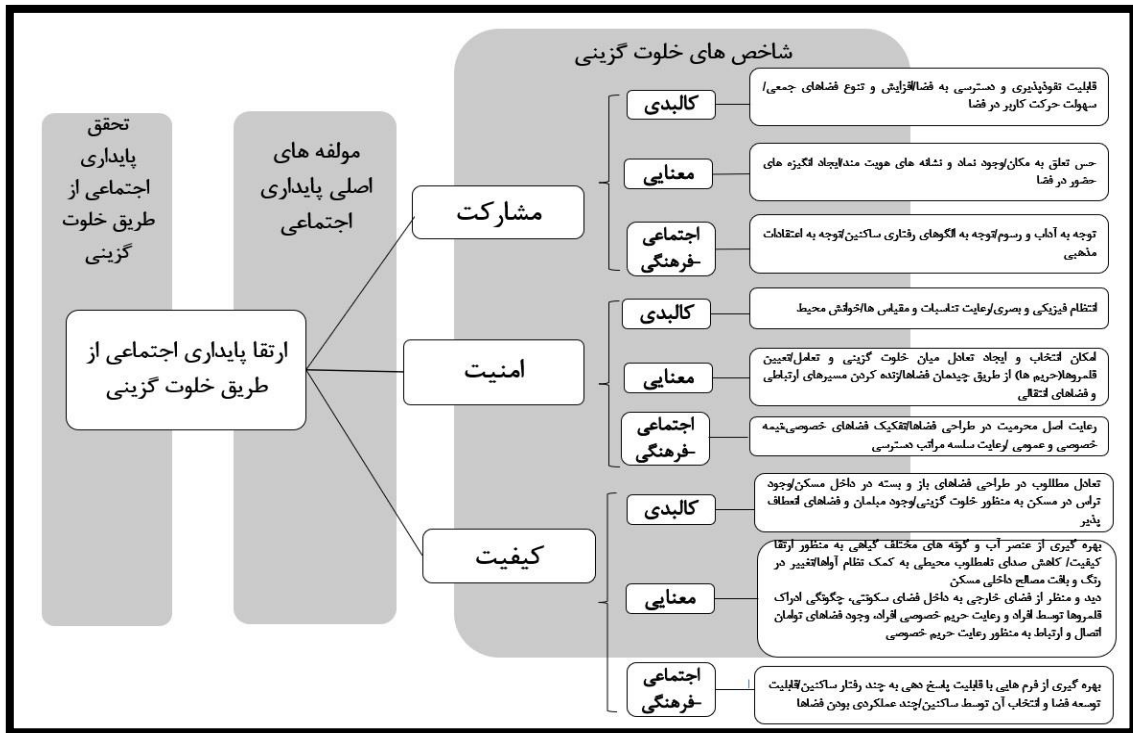 شاخص های خلوت گزینی
تحقق
پایداری
اجتماعی از
طریق خلوت
گزینی
مولفه های
اصلی پایداری
اجتماعی
ارتقا پایداری اجتماعی از
طریق خلوت گزینی
مشارکت
کالبدی
قابلیت نفوذپذیری و دسترسی به فضا/افزایش و تنوع فضاهای جمعی/
سهولت حرکت کاربر در فضا
معنایی
حس تعلق به مکان/وجود نماد و نشانه های هویت مند/ایجاد انگیزه های
حضور در فضا
اجتماعی
-فرهنگی
توجه به آداب و رسوم/توجه به الگوهای رفتاری ساکنین/توجه به اعتقادات
مذهبی
امنیت
کالبدی
انتظام فیزیکی و بصری/رعایت تناسبات و مقیاس ها/خوانش محیط
معنایی
امکان انتخاب و ایجاد تعادل میان خلوت گزینی و تعامل/تعیین
قلمروها(حریم ها) از طریق چیدمان فضاها/زنده کردن مسیرهای ارتباطی
و فضاهای انتقالی
اجتماعی
-فرهنگی
رعایت اصل محرمیت در طراحی فضاها/تفکیک فضاهای خصوصی،نیمه
خصوصی و عمومی /رعایت سلسه مراتب دسترسی
کیفیت
کالبدی
تعادل مطللوب در طراحی فضاهای باز و بسته در داخل مسکن/وجود
تراس در مسکن به منظور خلوت گزینی/وجود مبلمان و فضاهای انعطاف
پذیر
معنایی
بهره گیری از عنصر آب و گونه های مختلف گیاهی به منظور ارتقا
کیفیت/ کاهش صدای نامطلوب محیطی به کمک نظام آواها/تغییر در
رنگ و بافت مصالح داخلی مسکن
دید و منظر از فضای خارجی به داخل فضای سکونتی، چگونگی ادراک
قلمروها توسط افراد و رعایت حریم خصوصی افراد، وجود فضاهای توامان
اتصال و ارتباط به منظور رعایت حریم خصوصی
اجتماعی
-فرهنگی
بهره گیری از فرم هایی با قابلیت پاسخ دهی به چند رفتار ساکنین/قابلیت
توسعه فضا و انتخاب آن توسط ساکنین/چند عملکردی بودن فضاها